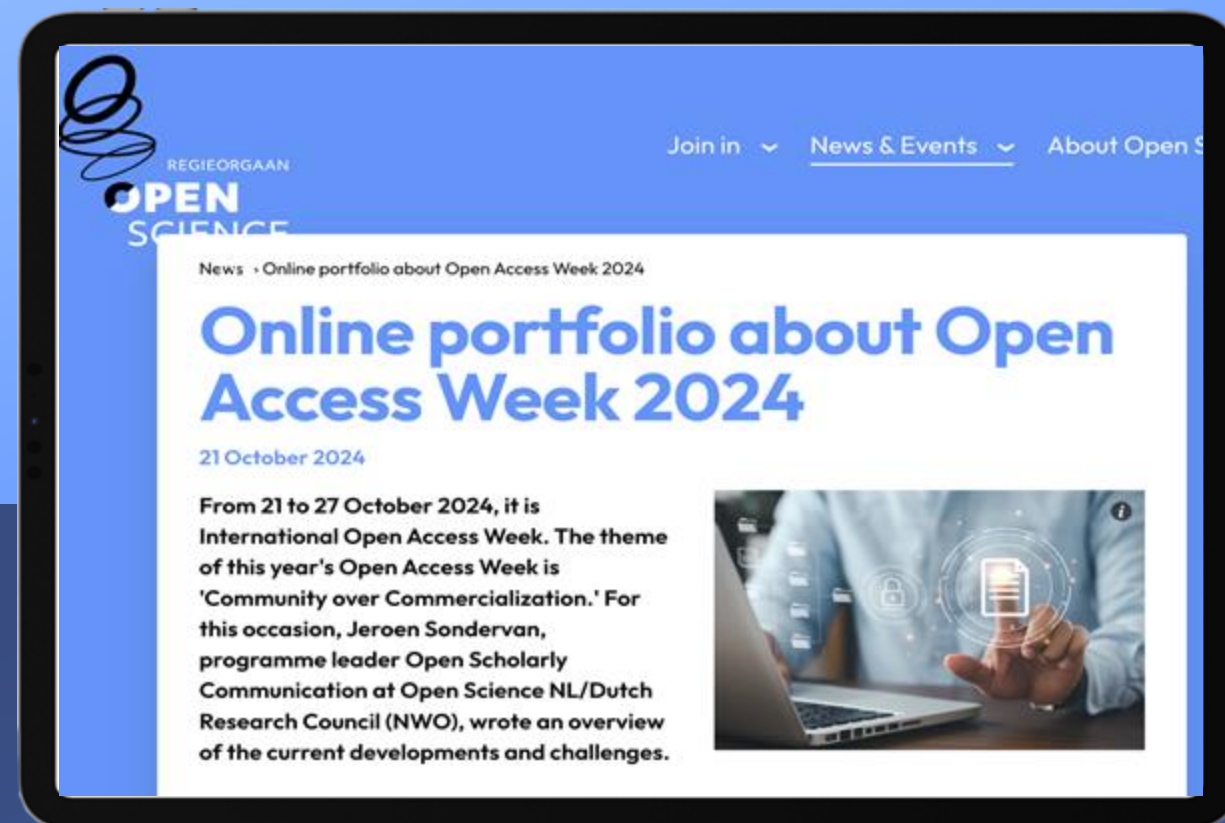 REGIEORGAAN
OPEN
SCIENCE
Join in
News & Events
About Open S
News › Online portfolio about Open Access Week 2024
Online portfolio about Open
Access Week 2024
21 October 2024
From 21 to 27 October 2024, it is
International Open Access Week. The theme
of this year's Open Access Week is
'Community over Commercialization.' For
this occasion, Jeroen Sondervan,
programme leader Open Scholarly
Communication at Open Science NL/Dutch
Research Council (NWO), wrote an overview
of the current developments and challenges.
i